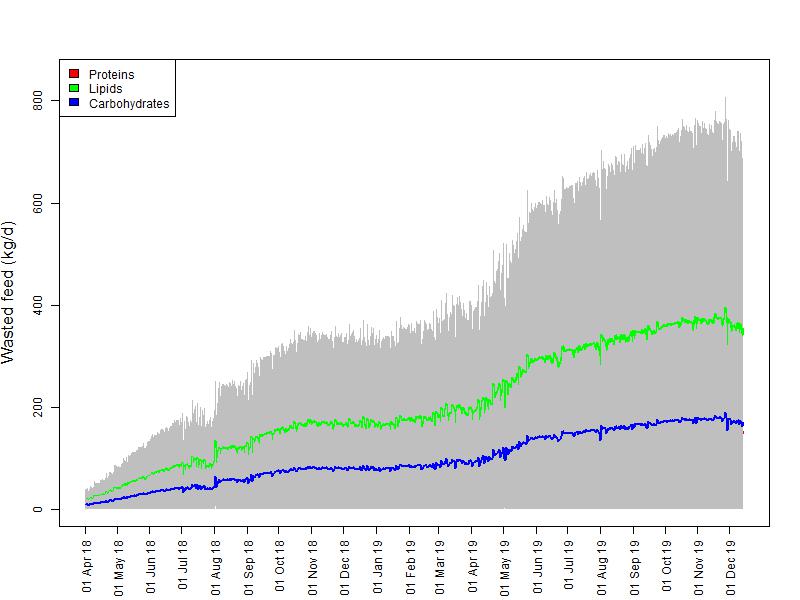 Proteins
Lipids
Carbohydrates
Wasted feed (kg/d)
800
600
400
200
0
01 Apr 18
01 May 18
01 Jun 18
01 Jul 18
01 Aug 18
01 Sep 18
01 Oct 18
01 Nov 18
01 Dec 18
01 Jan 19
01 Feb 19
01 Mar 19
01 Apr 19
01 May 19
01 Jun 19
01 Jul 19
01 Aug 19
01 Sep 19
01 Oct 19
01 Nov 19
01 Dec 19